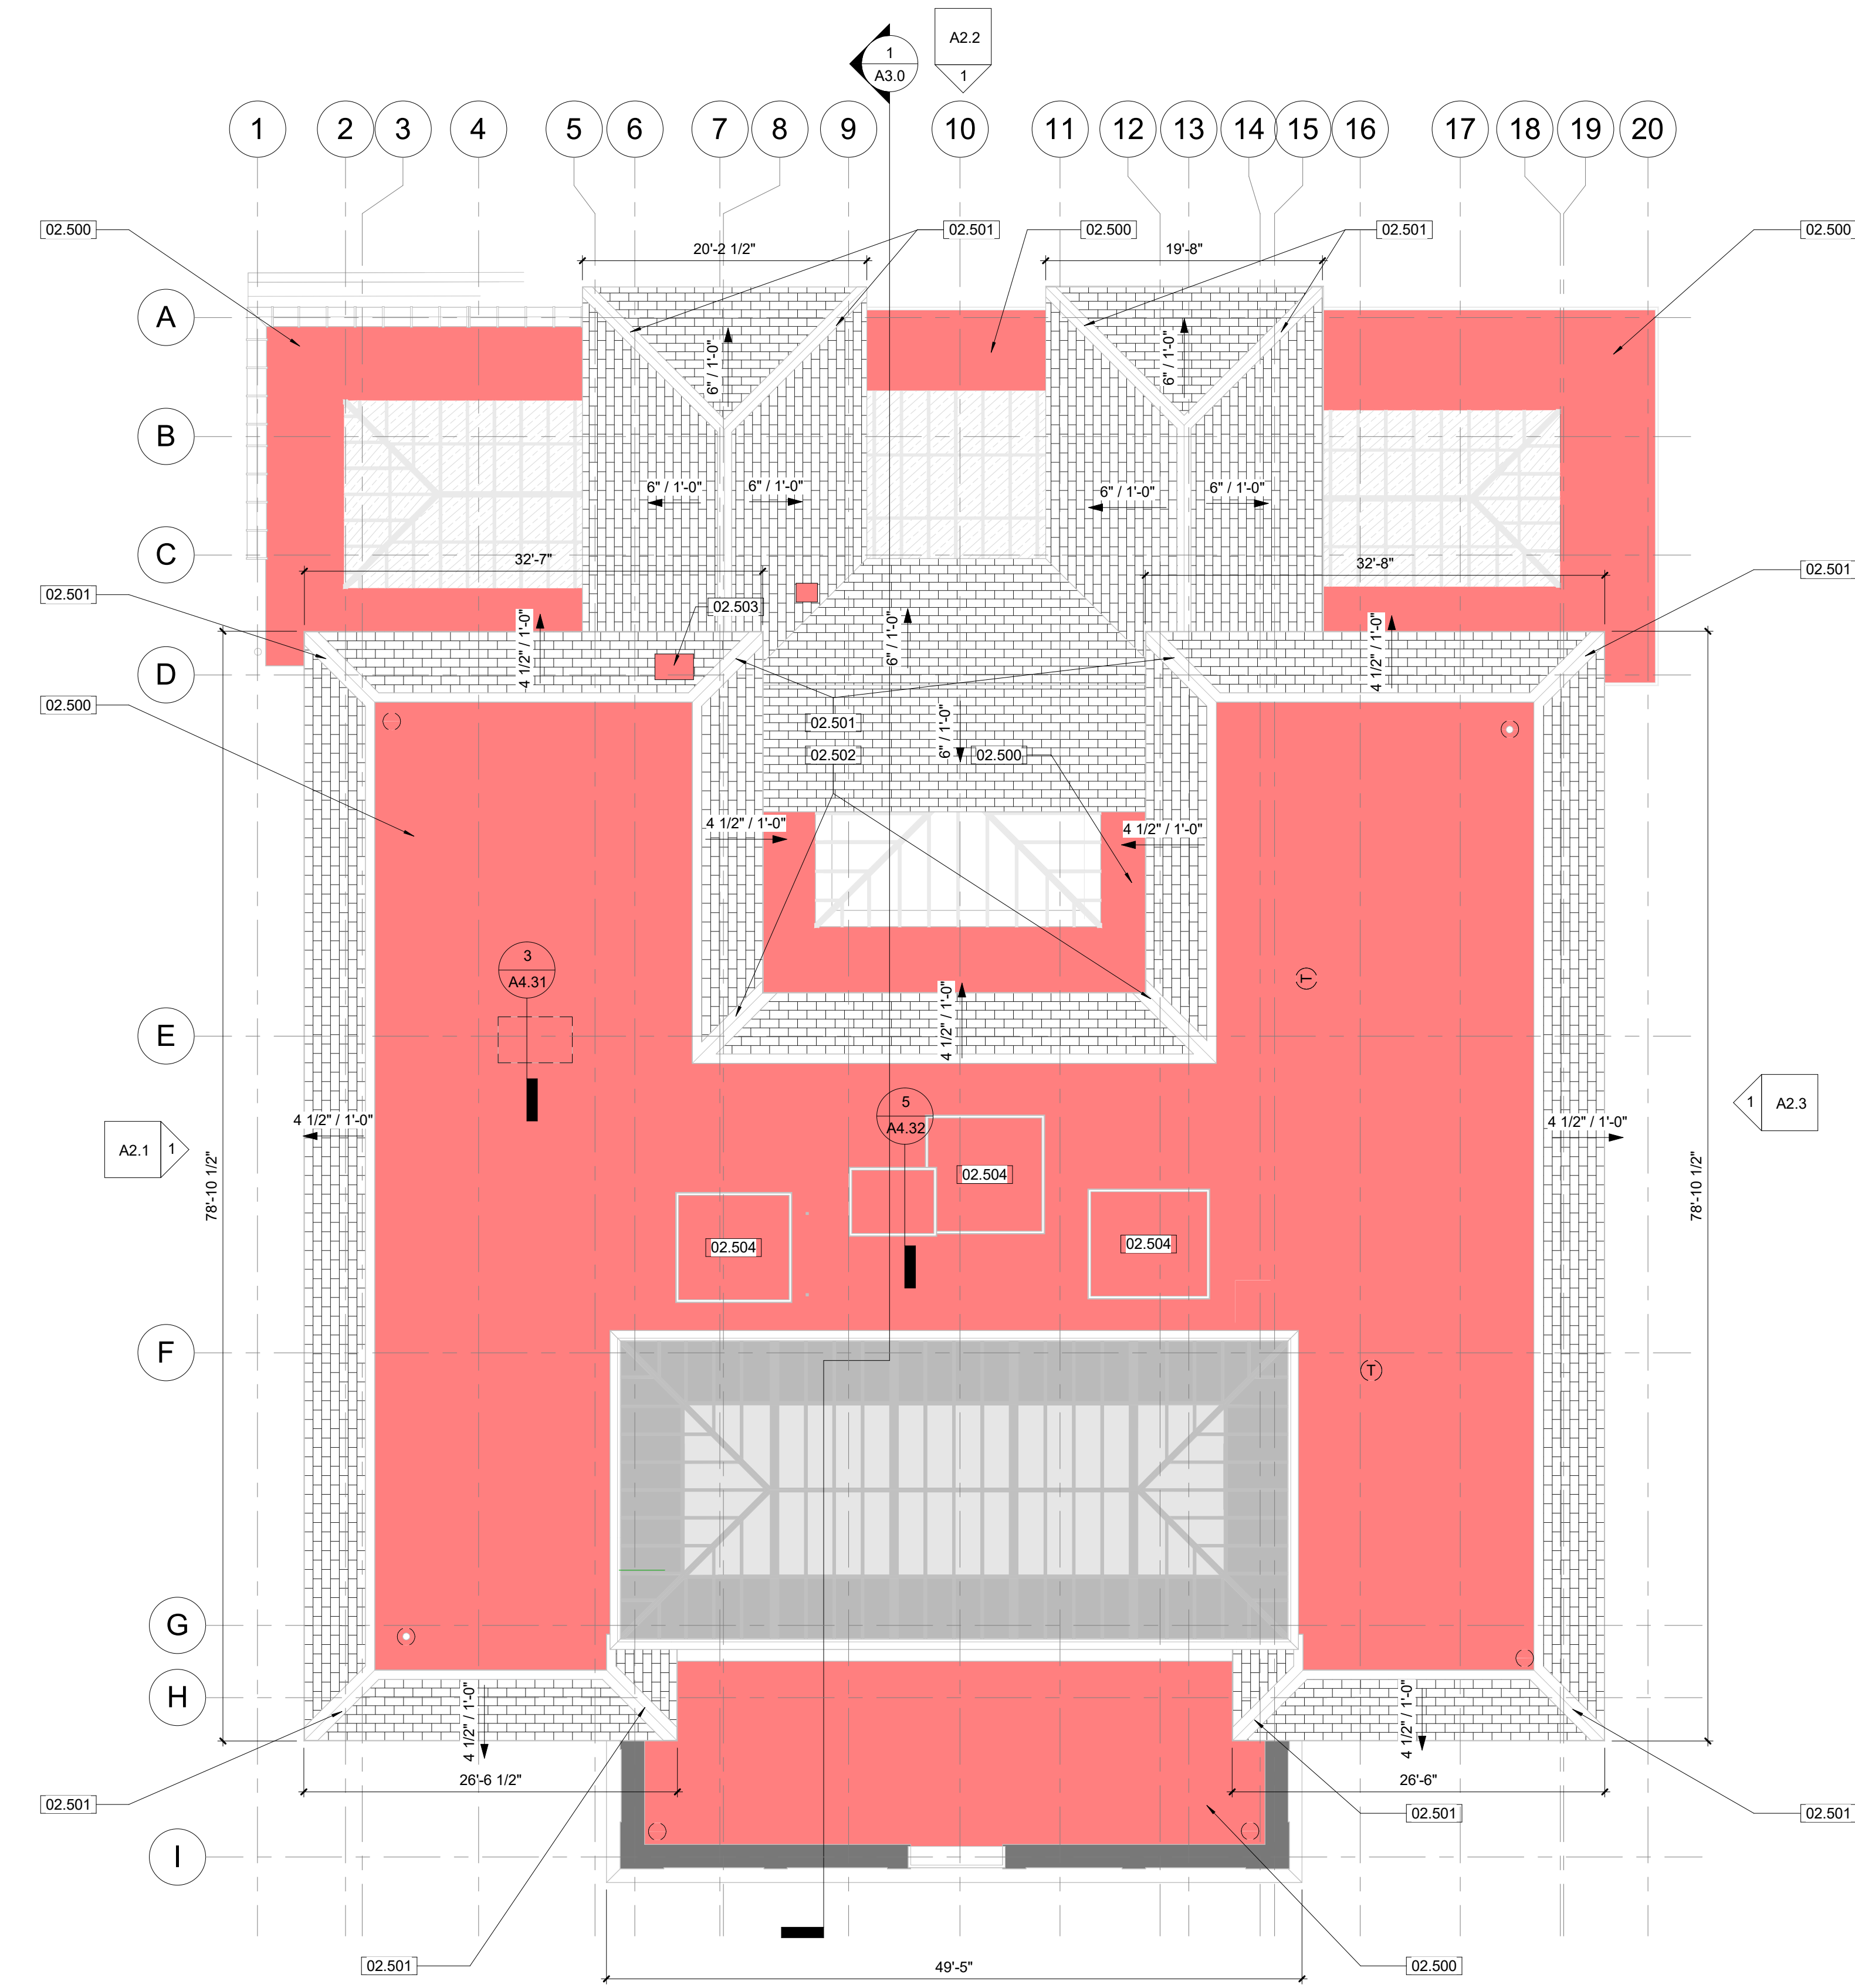 1
A3.0
A2.2
1
1
2
3
4
5
6
7
8
9
10
11
12
13
14
15
16
17
18
19
20
02.500
02.501
02.500
02.501
02.500
20'-2 1/2"
19'-8"
A
6" / 1'-0"
6" / 1'-0"
B
6" / 1'-0"
6" / 1'-0"
6" / 1'-0"
6" / 1'-0"
C
32'-7"
32'-8"
02.501
02.501
02.503
4 1/2" / 1'-0"
6" / 1'-0"
4 1/2" / 1'-0"
D
02.500
02.501
6" / 1'-0"
02.502
02.500
4 1/2" / 1'-0"
4 1/2" / 1'-0"
3
A4.31
T
4 1/2" / 1'-0"
E
5
A4.32
4 1/2" / 1'-0"
4 1/2" / 1'-0"
A2.1
1
1
A2.3
78'-10 1/2"
78'-10 1/2"
02.504
02.504
02.504
F
T
G
H
4 1/2" / 1'-0"
4 1/2" / 1'-0"
26'-6 1/2"
26'-6"
02.501
02.501
02.501
I
02.501
49'-5"
02.500